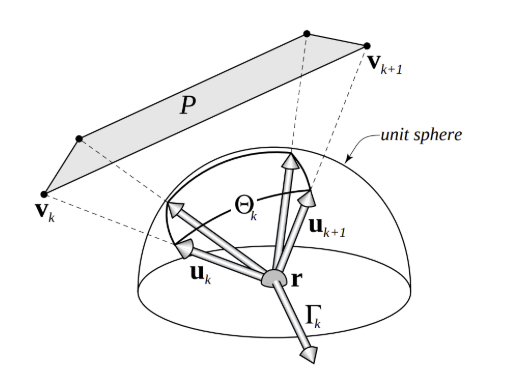 v_{k+1}
P
unit sphere
Θ_k
v_k
u_{k+1}
u_k
r
Γ_k